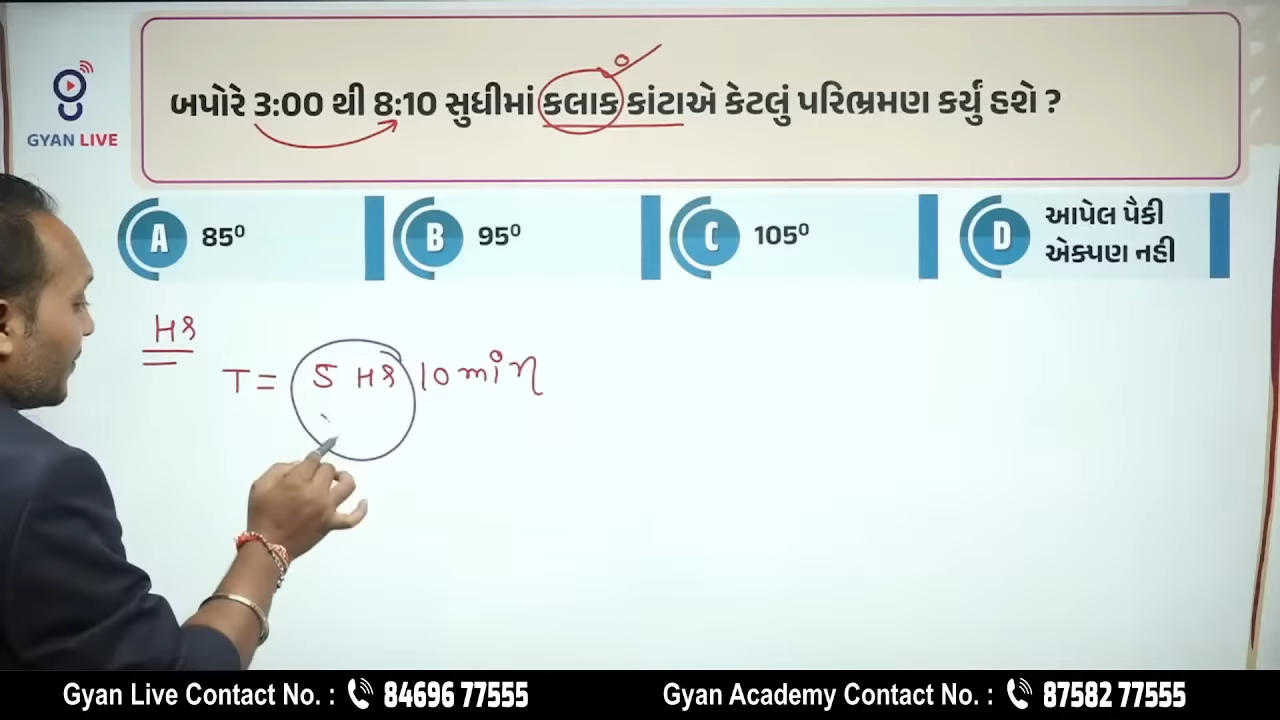 GYAN LIVE
બપોરે 3:00 થી 8:10 સુધીમાં કલાક કાંટાએ કેટલું પરિભ્રમણ કર્યું હશે ?
A 85⁰
B 95⁰
C 105⁰
D આપેલ પૈકી
એકપણ નહી
Hr
T = 5 Hr 10 min
Gyan Live Contact No. : 84696 77555
Gyan Academy Contact No. : 87582 77555